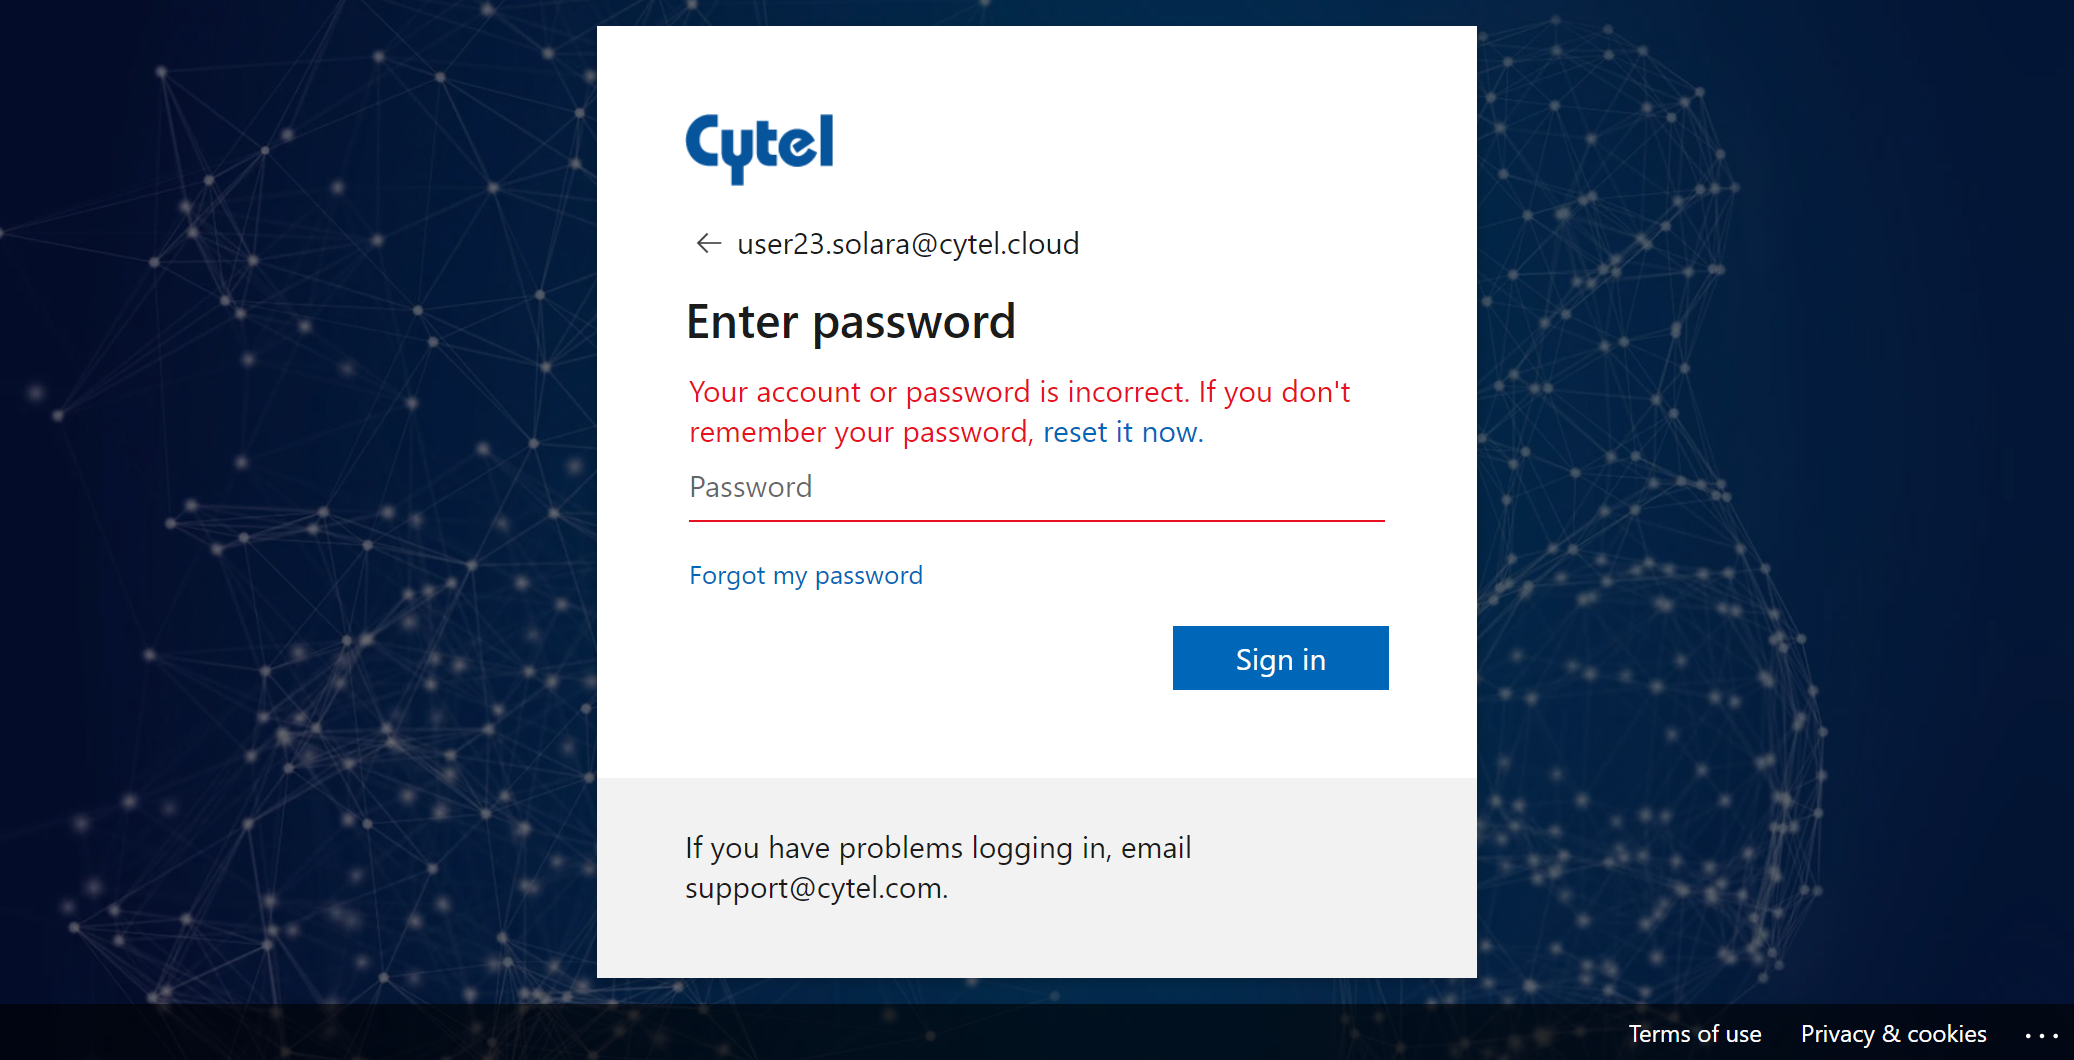 Cytel
user23.solara@cytel.cloud
Enter password
Your account or password is incorrect. If you don't
remember your password, reset it now.
Password
Forgot my password
Sign in
If you have problems logging in, email
support@cytel.com.
Terms of use Privacy & cookies ...